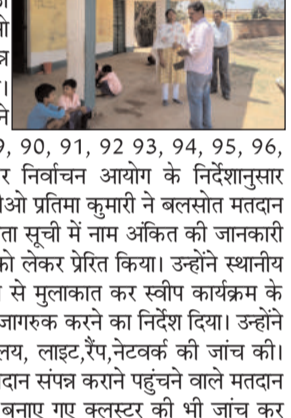 को
ओ
ने
9, 90, 91, 92 93, 94, 95, 96,
र निर्वाचन आयोग के निर्देशानुसार
ीओ प्रतिमा कुमारी ने बलसोत मतदान
ता सूची में नाम अंकित की जानकारी
को लेकर प्रेरित किया। उन्होंने स्थानीय
से मुलाकात कर स्वीप कार्यक्रम के
जागरुक करने का निर्देश दिया। उन्होंने
लय, लाइट,रैंप,नेटवर्क की जांच की।
दान संपन्न कराने पहुंचने वाले मतदान
बनाए गए क्लस्टर की भी जांच कर